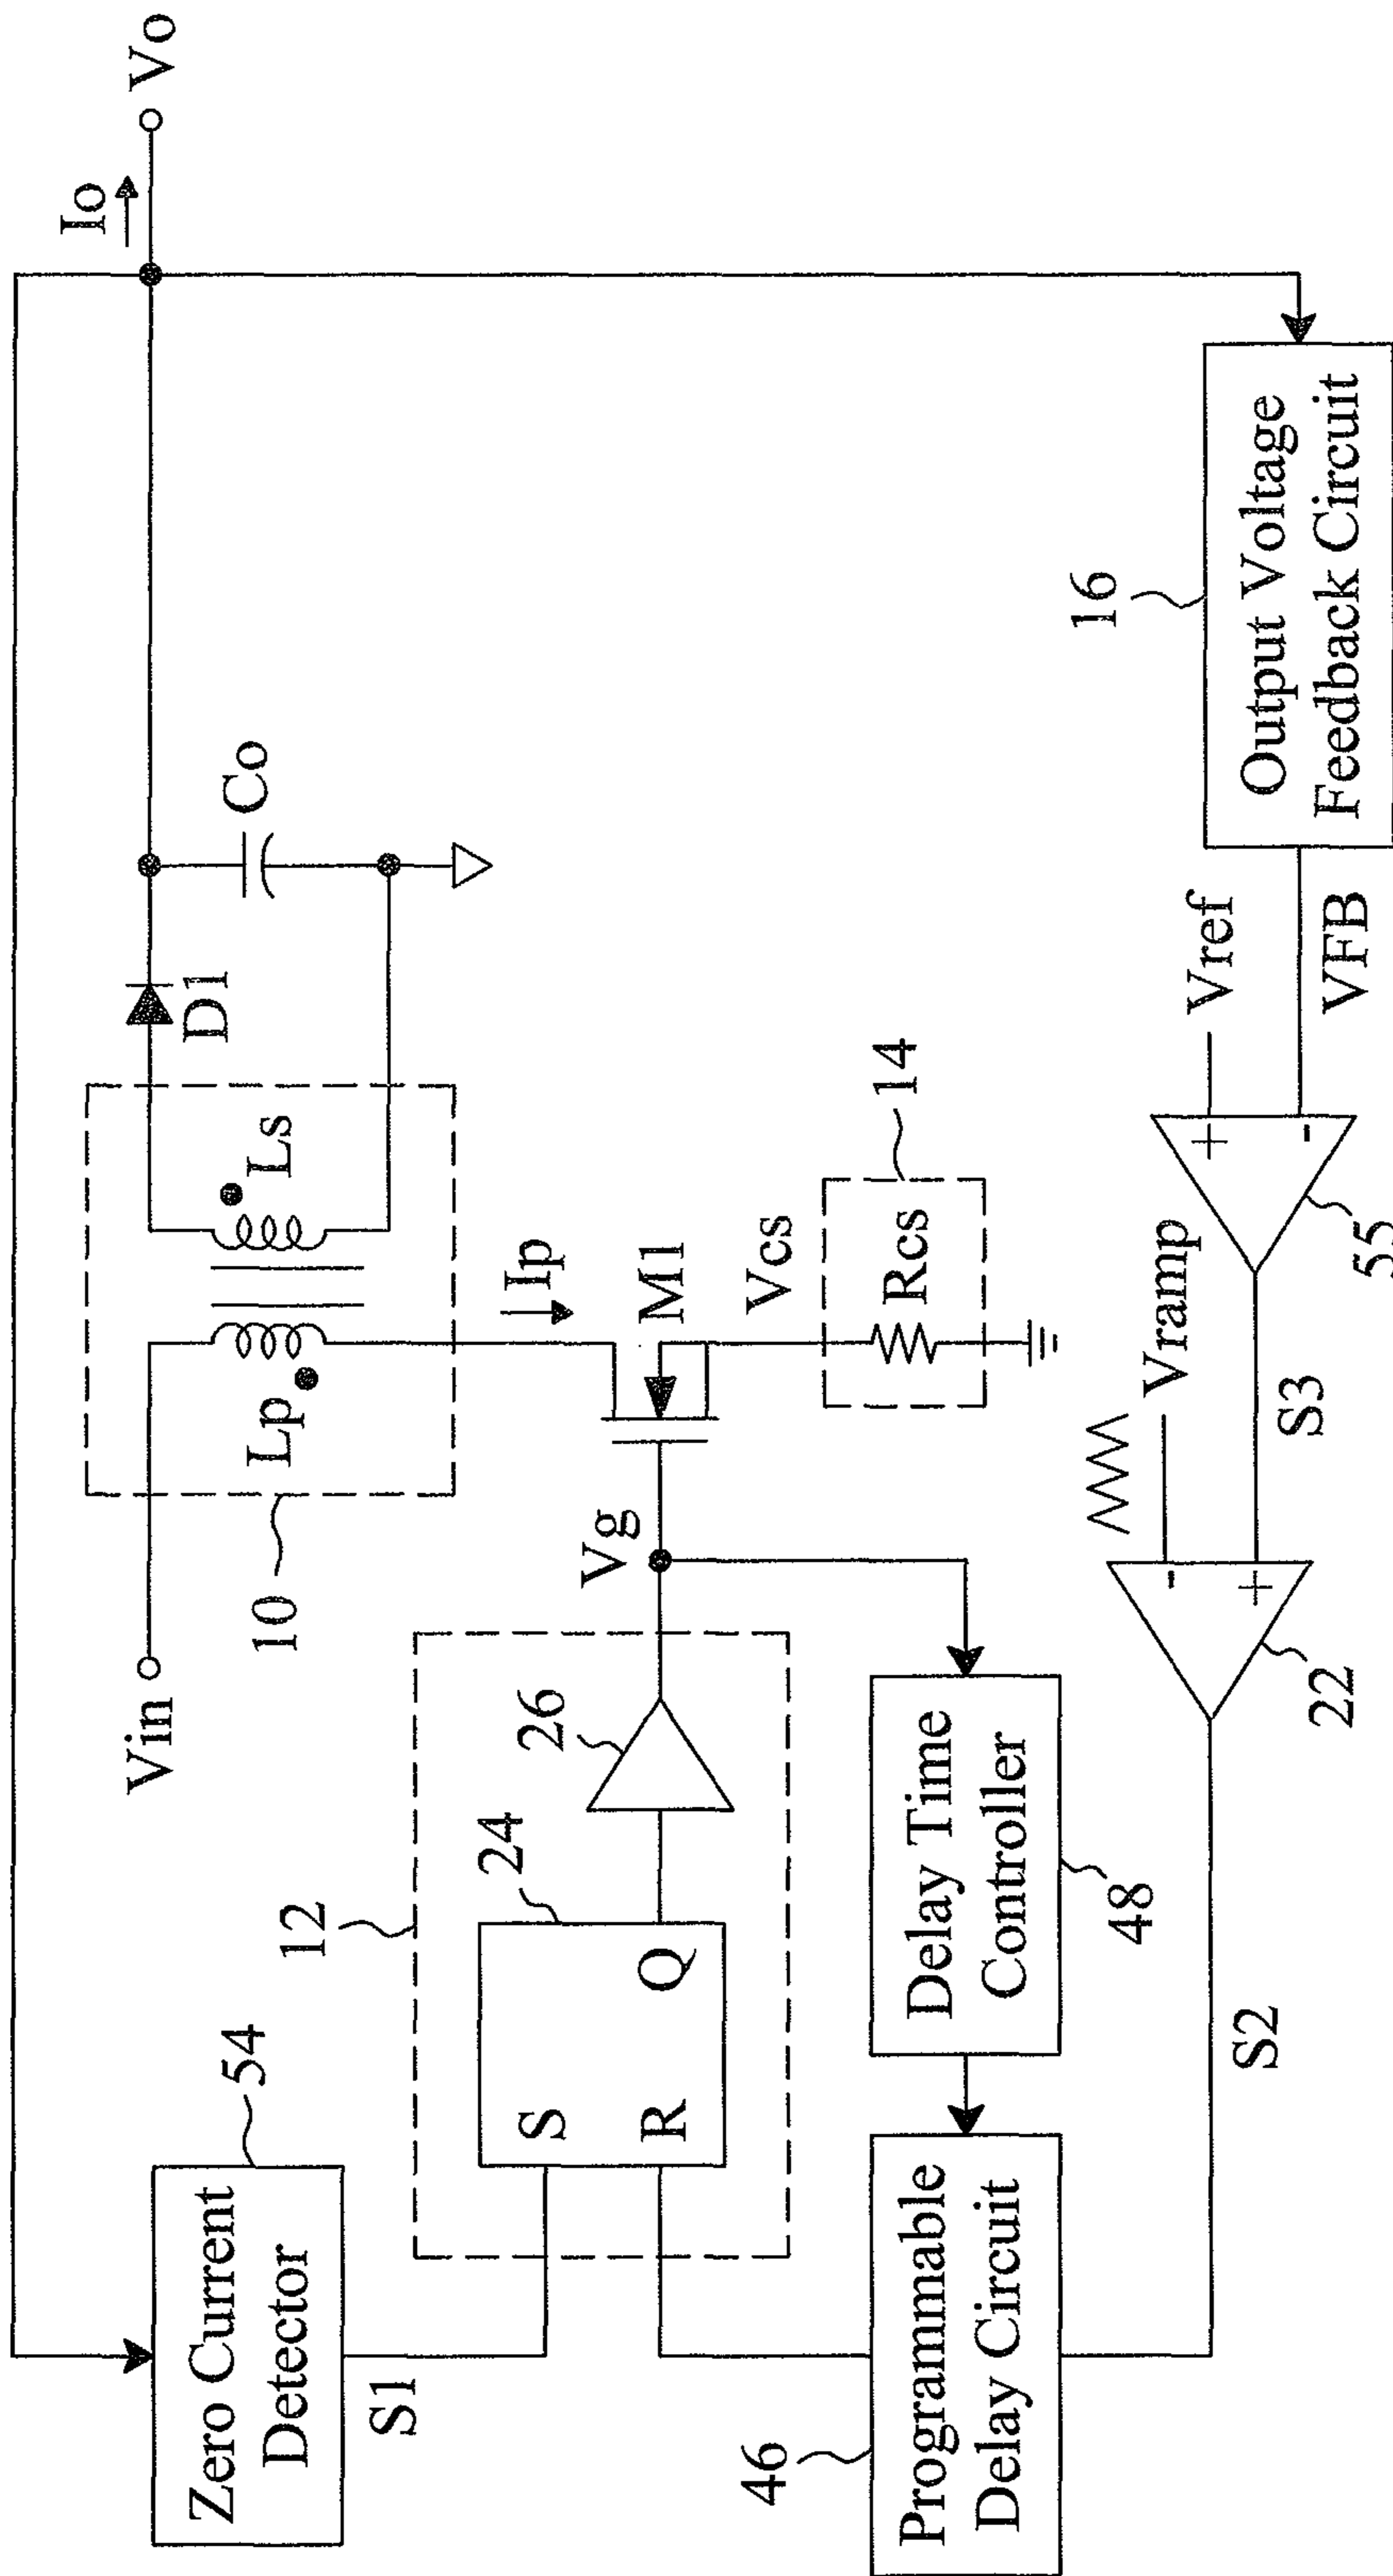 Zero Current
Detector
54
S1
Vin
10
Lp
Ls
D1
Co
Io
Vo
12
S
R
Q
24
26
Vg
Ip
M1
Vcs
Rcs
14
46
Programmable
Delay Circuit
Delay Time
Controller
48
S2
22
-
+
Vramp
S3
55
+
-
Vref
VFB
16
Output Voltage
Feedback Circuit